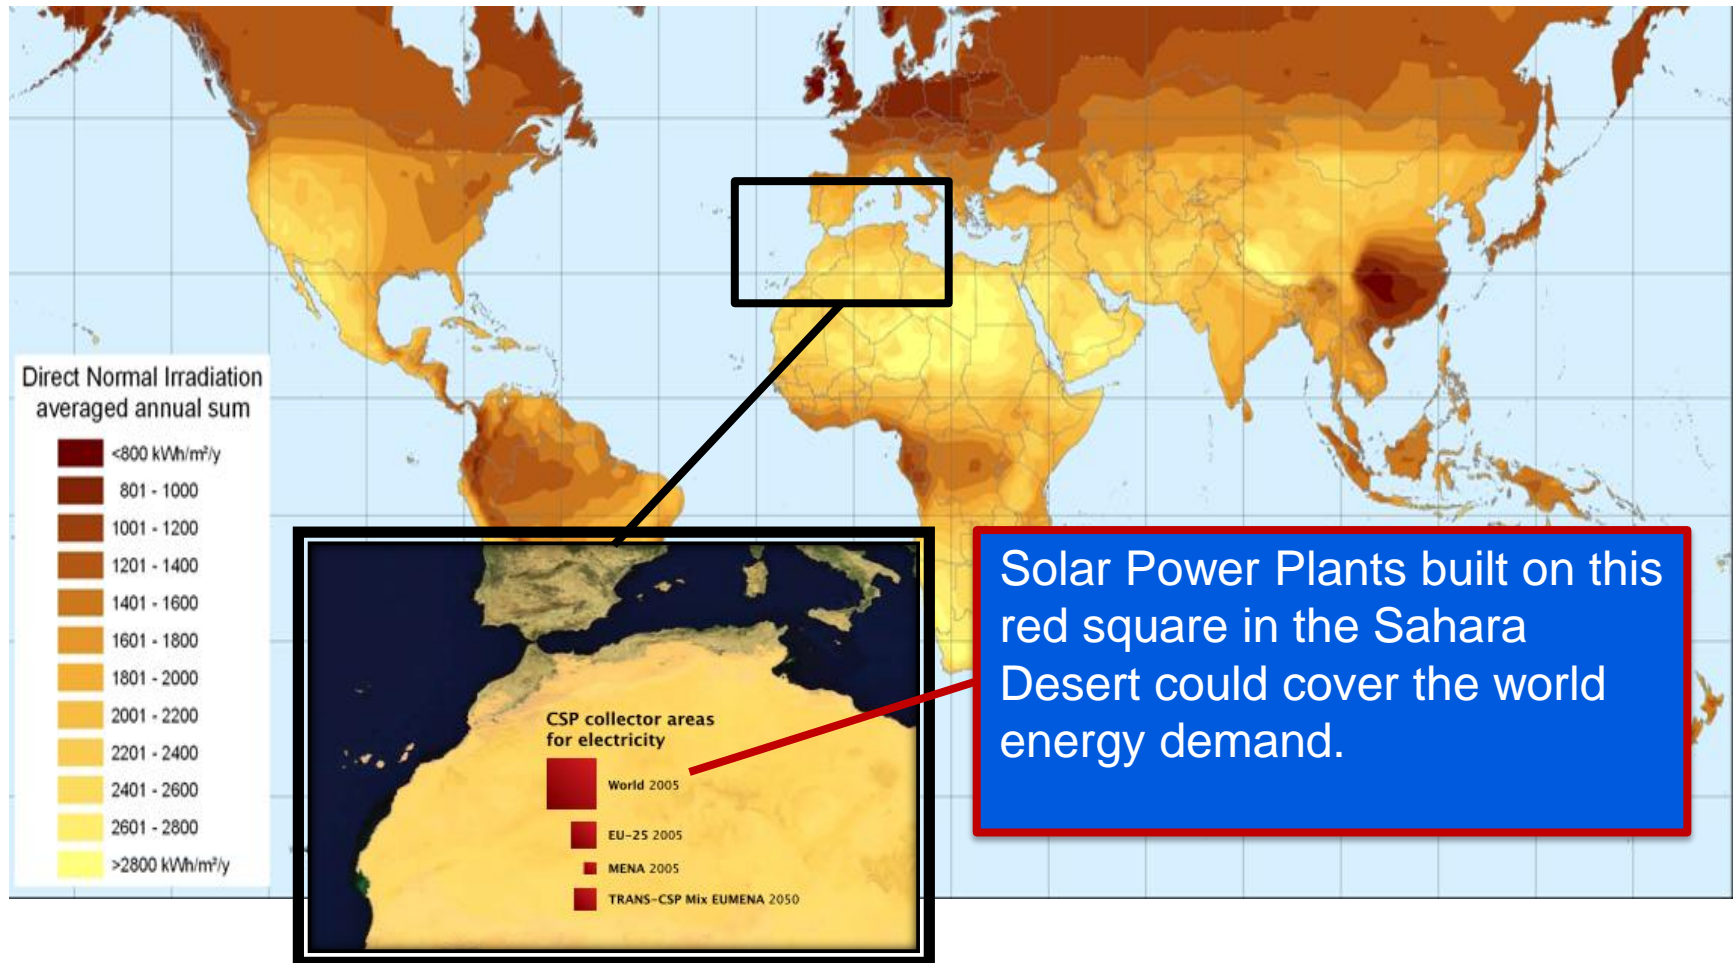 Direct Normal Irradiation
averaged annual sum
<800 kWh/m²/y
801 - 1000
1001 - 1200
1201 - 1400
1401 - 1600
1601 - 1800
1801 - 2000
2001 - 2200
2201 - 2400
2401 - 2600
2601 - 2800
>2800 kWh/m²/y
CSP collector areas
for electricity
World 2005
EU-25 2005
MENA 2005
TRANS-CSP Mix EUMENA 2050
Solar Power Plants built on this
red square in the Sahara
Desert could cover the world
energy demand.